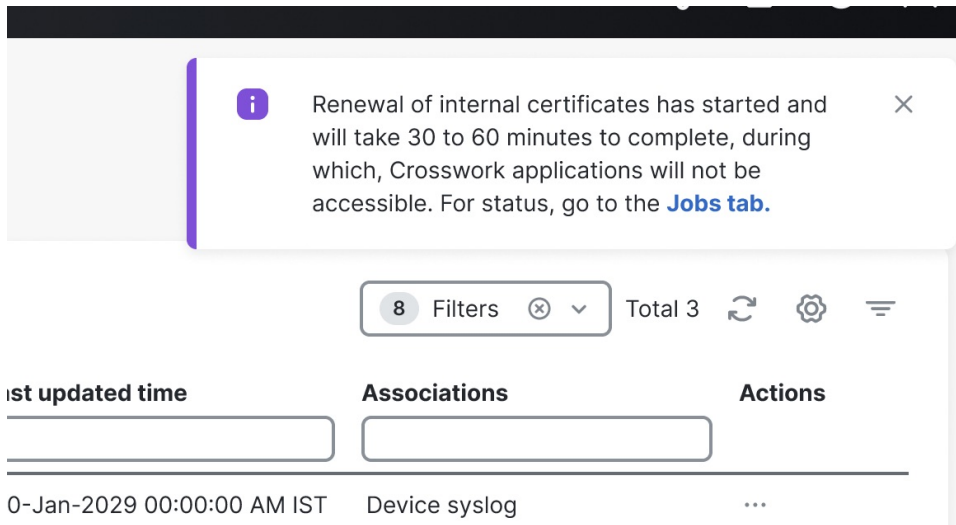 Renewal of internal certificates has started and
will take 30 to 60 minutes to complete, during
which, Crosswork applications will not be
accessible. For status, go to the Jobs tab.
8 Filters Total 3
st updated time Associations Actions
0-Jan-2029 00:00:00 AM IST Device syslog ...